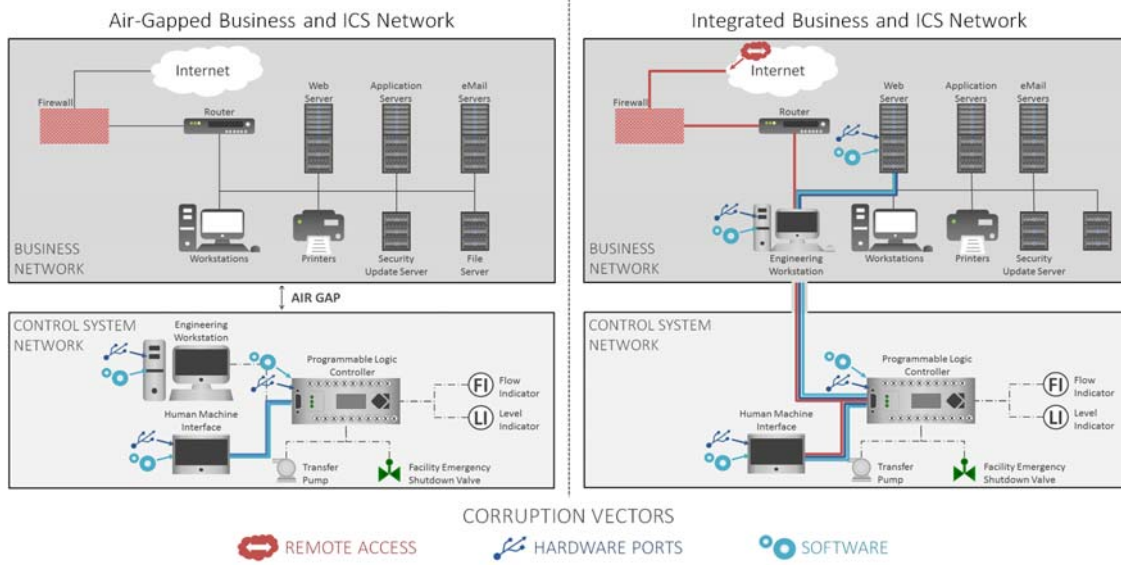 Air-Gapped Business and ICS Network
Internet
Firewall
Router
Web
Server
Application
Servers
eMail
Servers
Workstations
Printers
Security
Update Server
File
Server
BUSINESS
NETWORK
AIR GAP
CONTROL SYSTEM
NETWORK
Engineering
Workstation
Programmable Logic
Controller
Human Machine
Interface
FI
Flow
Indicator
LI
Level
Indicator
Transfer
Pump
Facility Emergency
Shutdown Valve
Integrated Business and ICS Network
Internet
Firewall
Router
Web
Server
Application
Servers
eMail
Servers
Engineering
Workstation
Workstations
Printers
Security
Update Server
BUSINESS
NETWORK
CONTROL SYSTEM
NETWORK
Programmable Logic
Controller
Human Machine
Interface
FI
Flow
Indicator
LI
Level
Indicator
Transfer
Pump
Facility Emergency
Shutdown Valve
CORRUPTION VECTORS
REMOTE ACCESS
HARDWARE PORTS
SOFTWARE